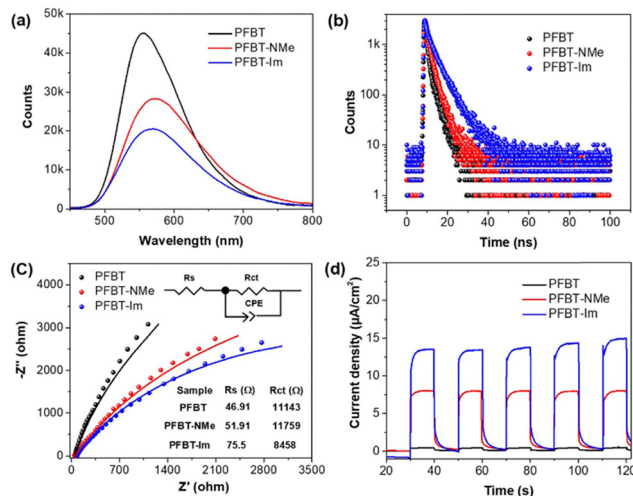 (a)
PFBT
PFBT-NMe
PFBT-Im
50k
40k
30k
20k
10k
0
Counts
500
600
700
800
Wavelength (nm)
(b)
PFBT
PFBT-NMe
PFBT-Im
1k
100
10
1
Counts
0
20
40
60
80
100
Time (ns)
(C)
PFBT
PFBT-NMe
PFBT-Im
Rs
Rct
CPE
4000
3000
2000
1000
0
-Z'' (ohm)
Sample Rs (Ω) Rct (Ω)
PFBT 46.91 11143
PFBT-NMe 51.91 11759
PFBT-Im 75.5 8458
0
700
1400
2100
2800
3500
Z' (ohm)
(d)
PFBT
PFBT-NMe
PFBT-Im
25
20
15
10
5
0
Current density (μA/cm²)
20
40
60
80
100
120
Time (s)